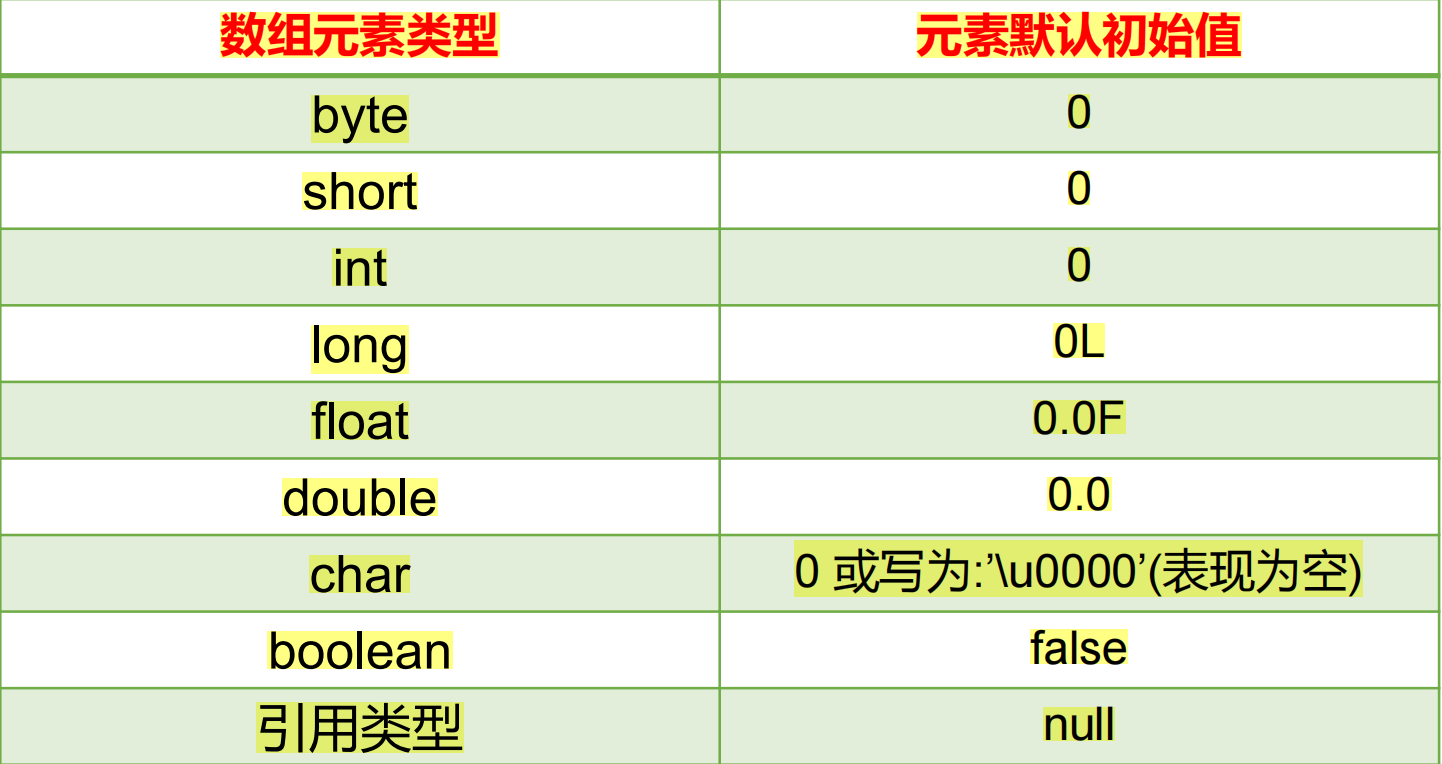 数组元素类型 元素默认初始值
byte 0
short 0
int 0
long 0L
float 0.0F
double 0.0
char 0 或写为:’\u0000’(表现为空)
boolean false
引用类型 null